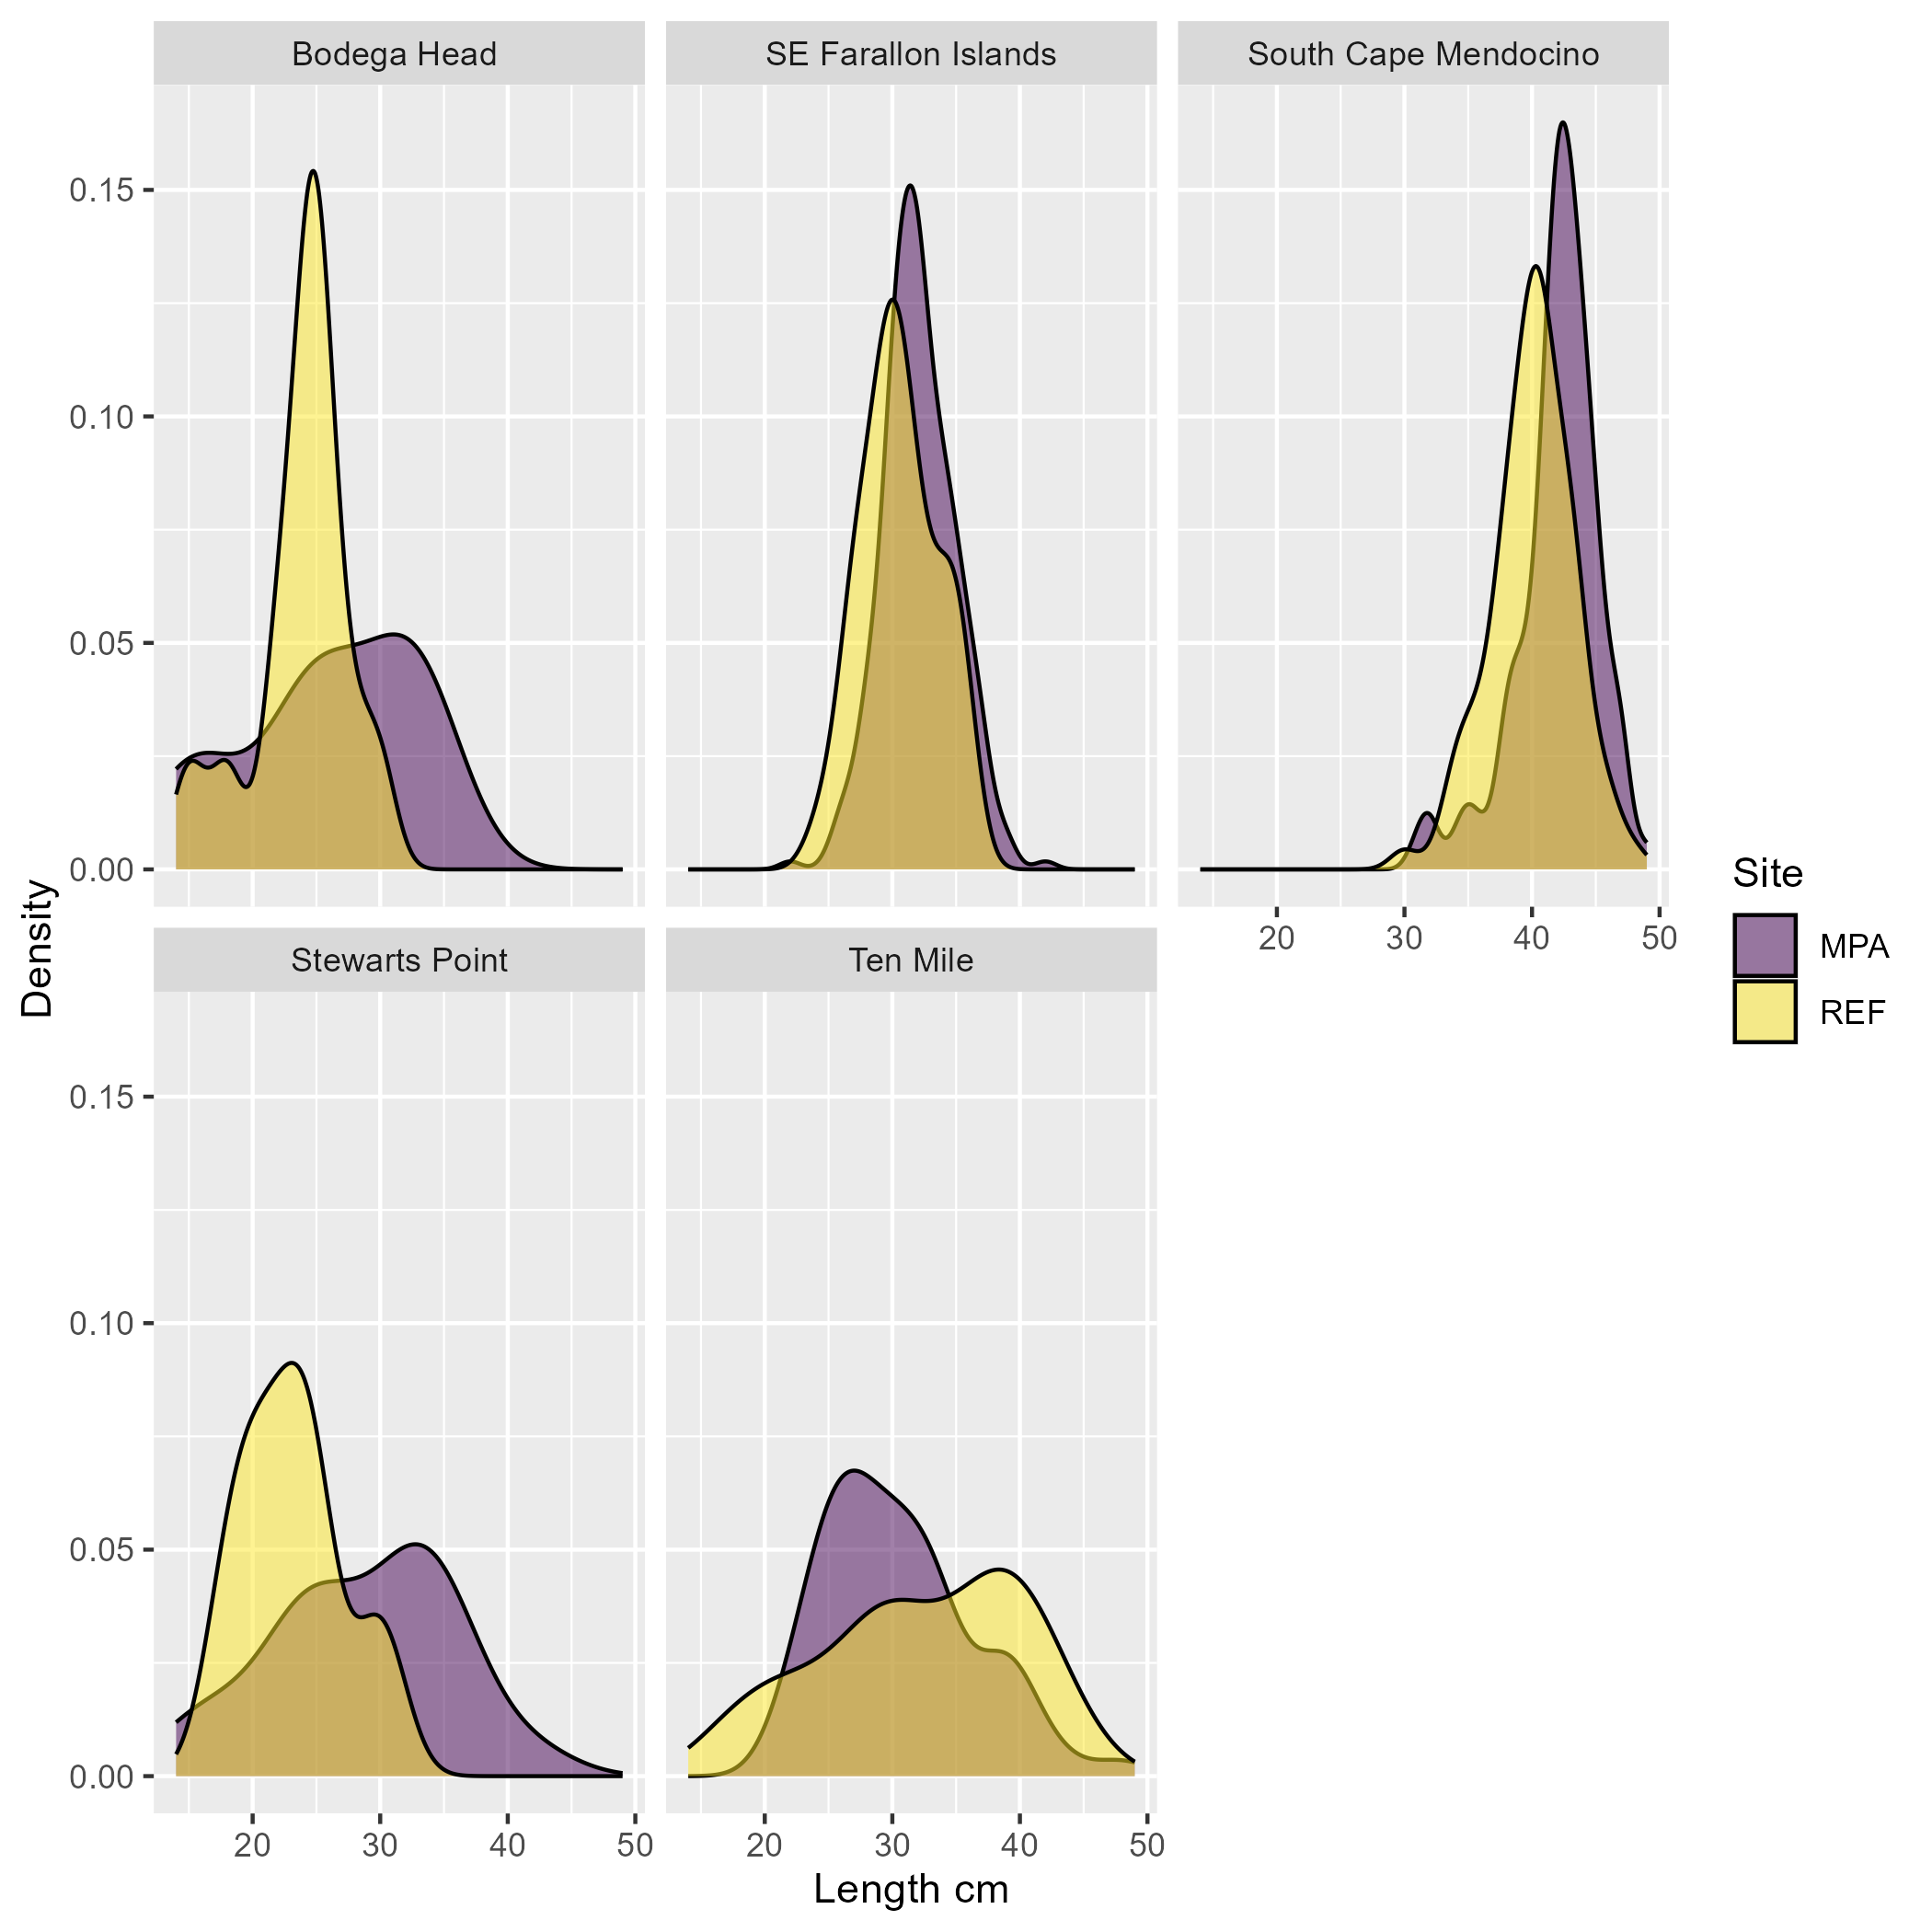 Bodega Head
SE Farallon Islands
South Cape Mendocino
0.15
0.10
0.05
0.00
20 30 40 50
Density
Site
MPA
REF
Stewarts Point
Ten Mile
0.15
0.10
0.05
0.00
20 30 40 50
20 30 40 50
Length cm